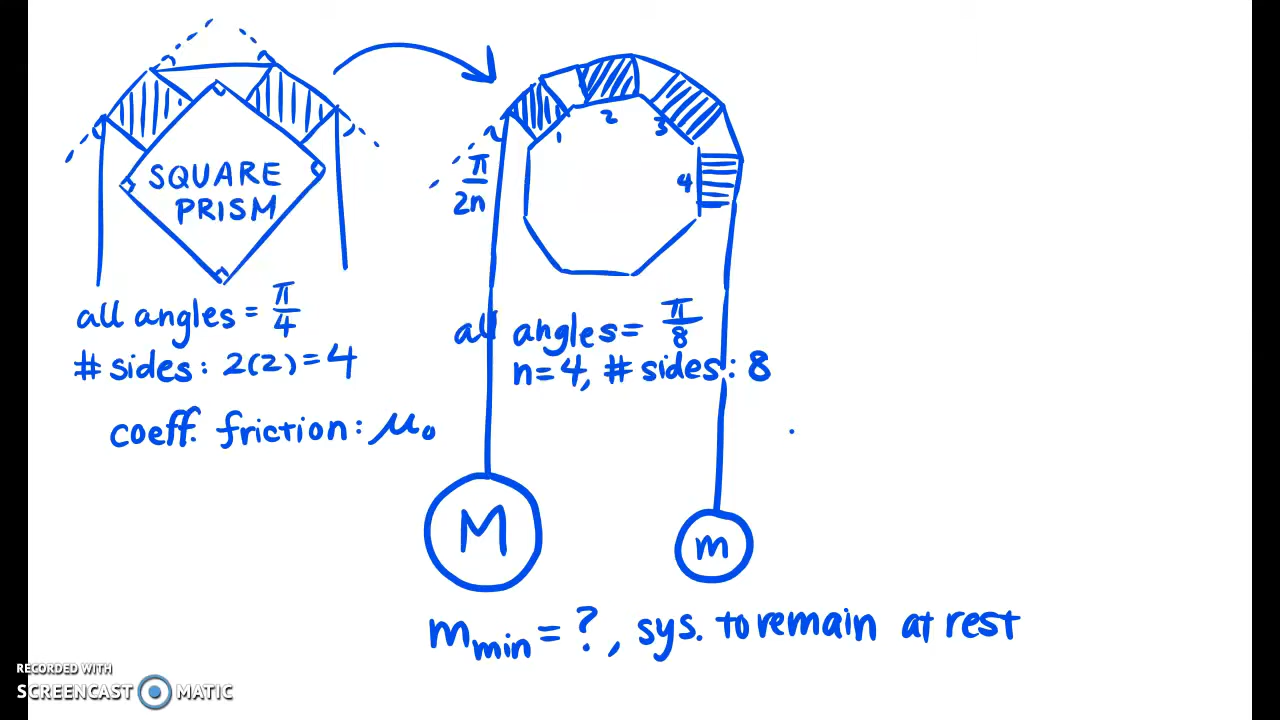 SQUARE
PRISM
all angles = π/4
# sides: 2(2) = 4
coeff. friction: μ₀
1
2
3
4
π/2n
all angles = π/8
n=4, # sides: 8
M
m
m min = ?, sys. to remain at rest
RECORDED WITH
SCREENCAST MATIC